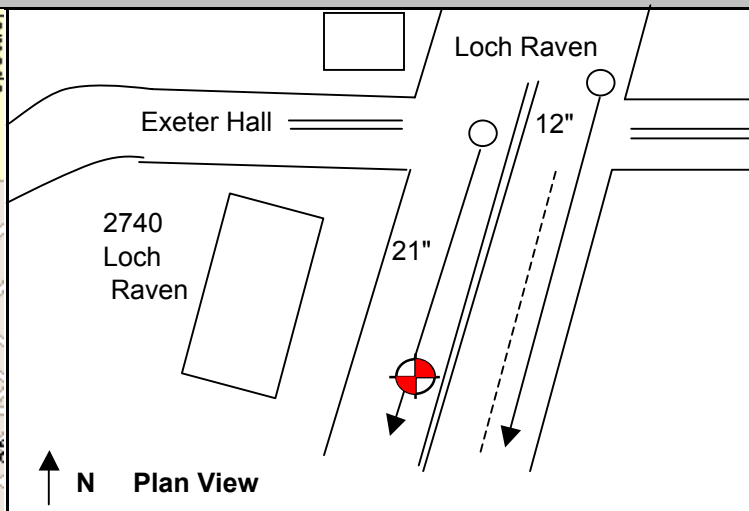 Loch Raven
Exeter Hall
12"
2740
Loch
Raven
21"
N Plan View